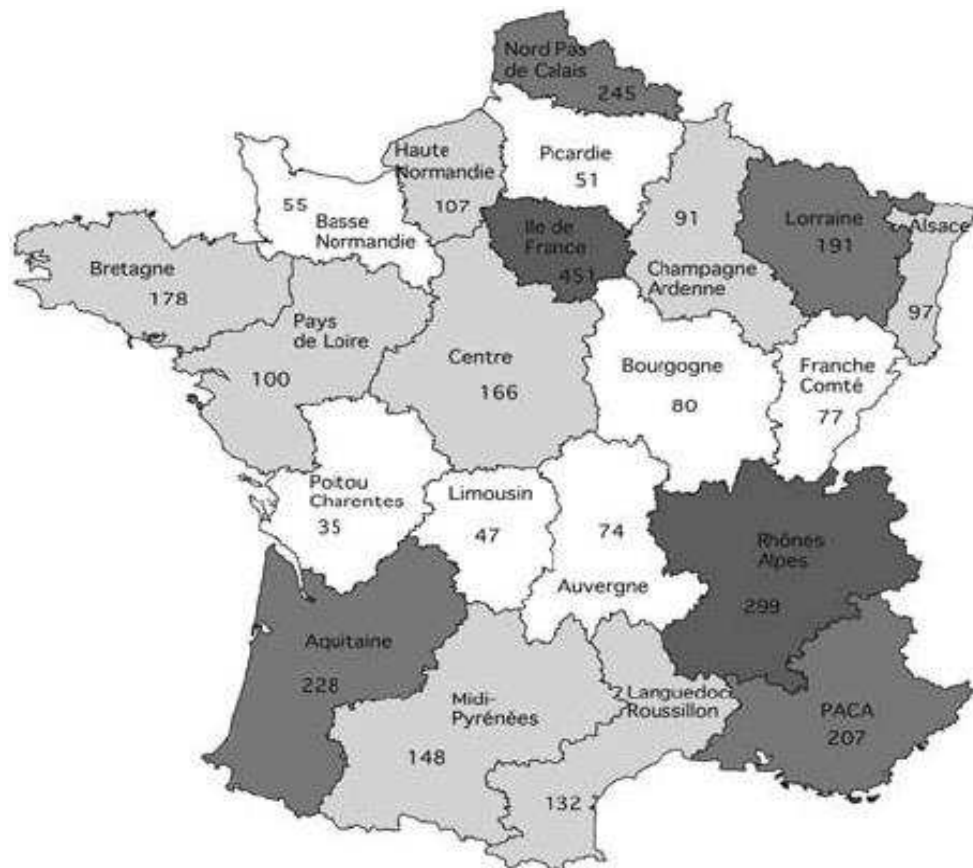 Nord Pas
de Calais
245
Haute
Normandie
107
Picardie
51
55
Basse
Normandie
Ile de
France
451
91
Champagne
Ardenne
Lorraine
191
Alsace
97
Bretagne
178
Pays
de Loire
100
Centre
166
Bourgogne
80
Franche
Comté
77
Poitou
Charentes
35
Limousin
47
74
Auvergne
Rhônes
Alpes
299
Aquitaine
228
Midi-
Pyrénées
148
? Languedoc
Roussillon
132
PACA
207